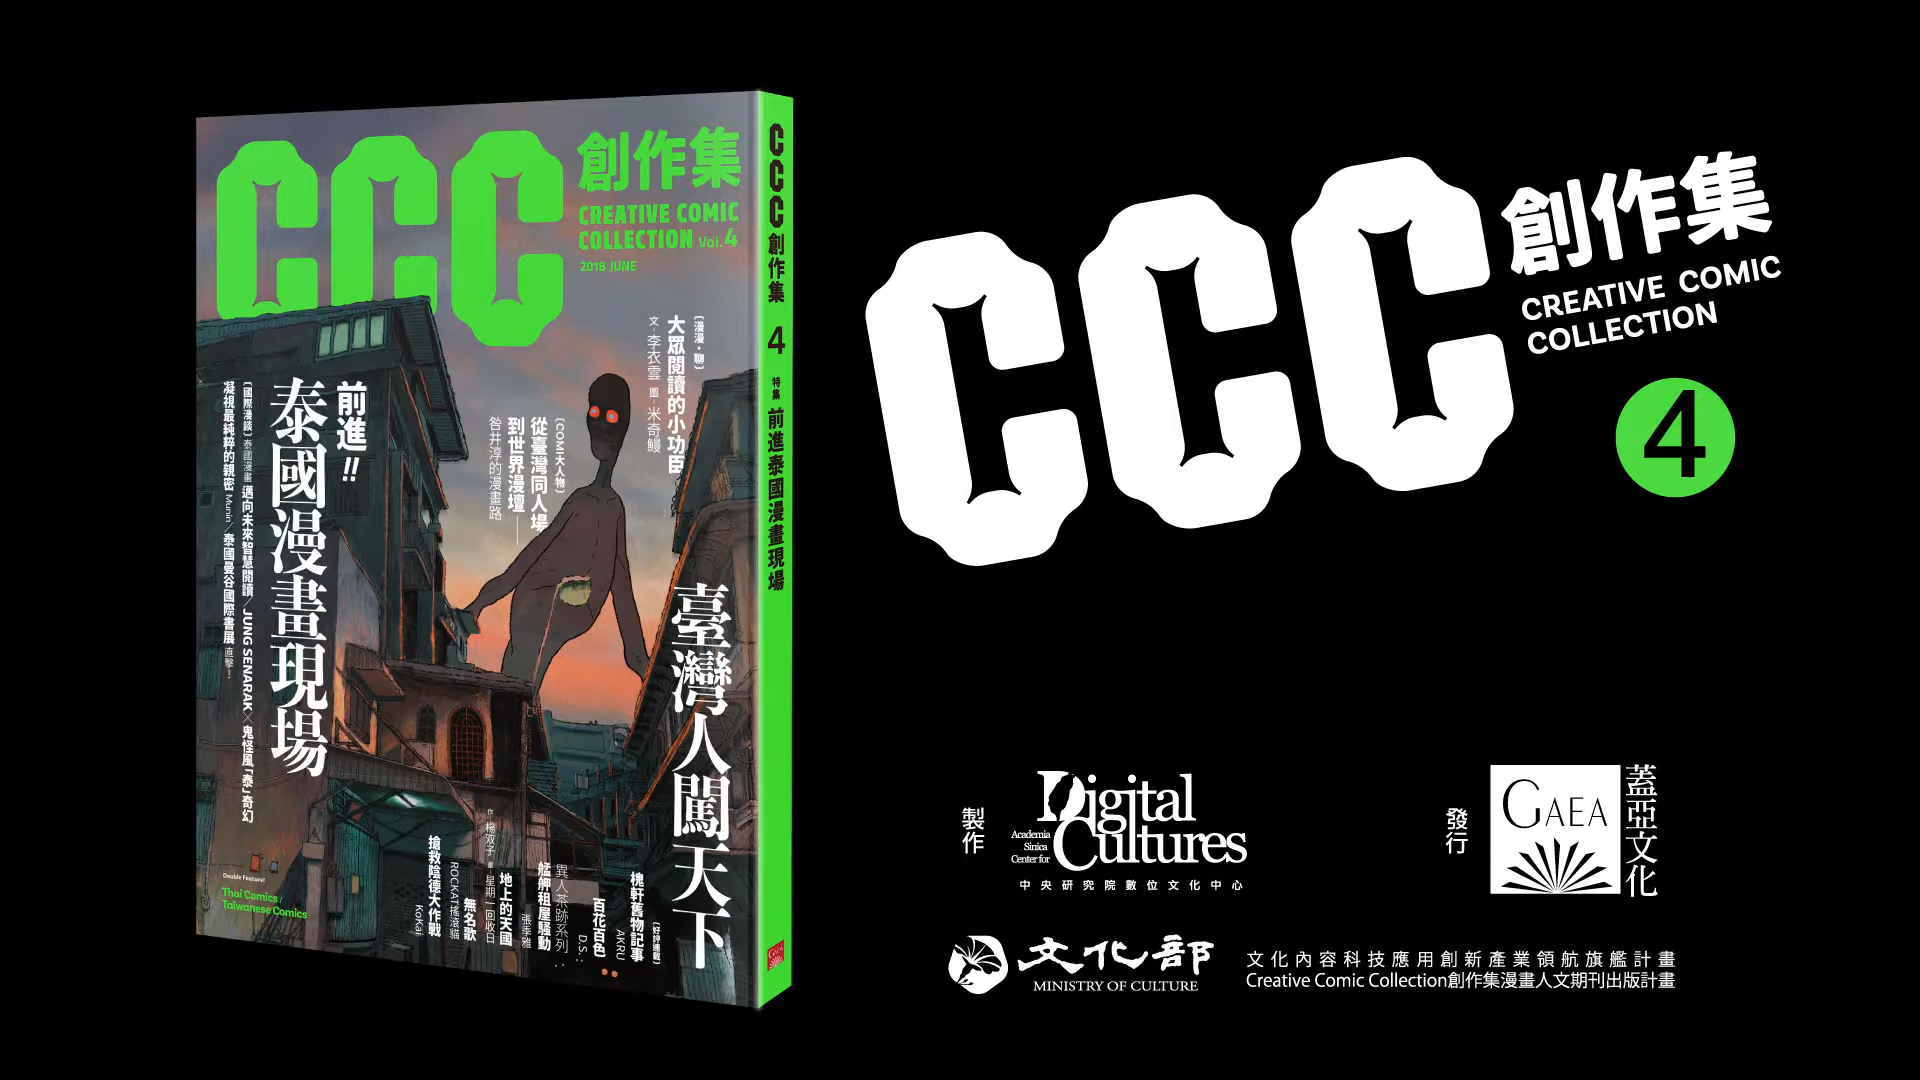 CCC
創作集
CREATIVE COMIC
COLLECTION Vol.4
2018 JUNE
〔漫漫・聊〕
大眾閱讀的小功臣
文－李衣雲 圖－米奇鰻
〔COMI大人物〕
從臺灣同人場
到世界漫壇——
咎井淳的漫畫路
前進!!
泰國漫畫現場
〔國際漫談〕泰國漫畫 邁向未來智慧閱讀／JUNG SENARAK╳鬼怪風「泰」奇幻
凝視最純粹的親密 Munin／泰國曼谷國際書展 直擊！
臺灣人闖天下
〔好評連載〕
槐軒舊物記事
AKRU
百花百色
D.S.
異人茶跡系列：
艋舺租屋騷動
張季雅
地上的天國
作－楊双子 圖－星期一回收日
無名歌
ROCKAT搖滾貓
搶救陰德大作戰
KoKai
Double Feature!
Thai Comics /
Taiwanese Comics
CCC創作集 4 特集 前進泰國漫畫現場
GAEA
CCC
創作集
CREATIVE COMIC
COLLECTION
4
製作
Academia
Sinica
Center for
Digital
Cultures
中央研究院數位文化中心
發行
GAEA
蓋亞文化
文化部
MINISTRY OF CULTURE
文化內容科技應用創新產業領航旗艦計畫
Creative Comic Collection創作集漫畫人文期刊出版計畫